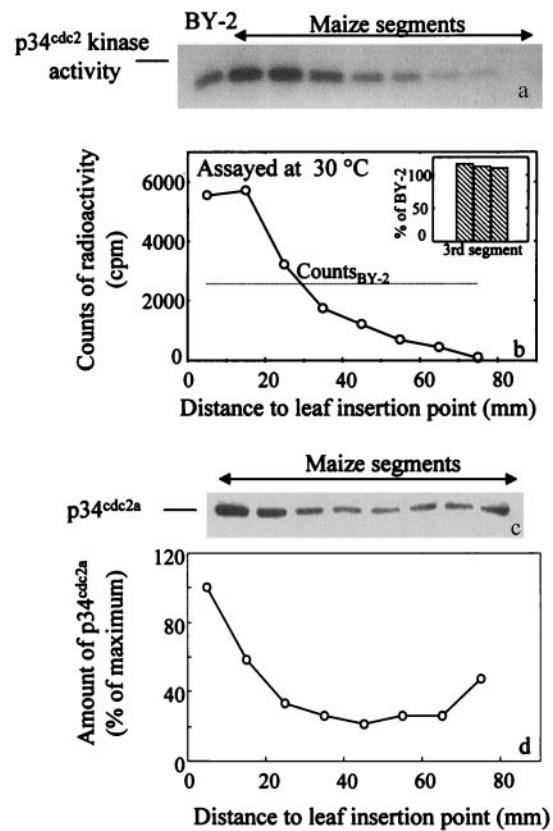 BY-2 Maize segments
p34cdc2 kinase
activity
a
Assayed at 30 °C
6000
4000
2000
0
Counts of radioactivity
(cpm)
100
50
0
% of BY-2
3rd segment
CountsBY-2
b
0 20 40 60 80
Distance to leaf insertion point (mm)
Maize segments
p34cdc2a
c
120
80
40
0
Amount of p34cdc2a
(% of maximum)
d
0 20 40 60 80
Distance to leaf insertion point (mm)